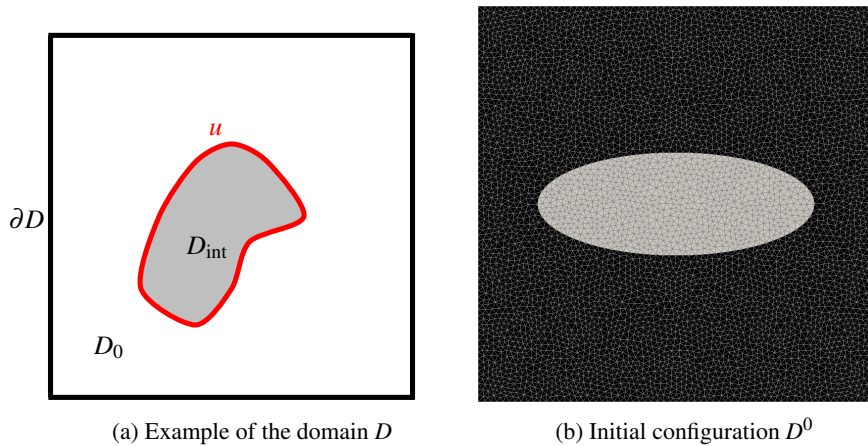 u
∂D
D_int
D_0
(a) Example of the domain D
(b) Initial configuration D^0